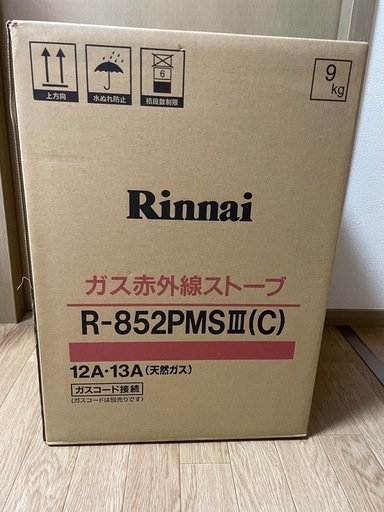 上方向
水ぬれ防止
6
積段数制限
9
kg
Rinnai
ガス赤外線ストーブ
R-852PMSⅢ(C)
12A・13A(天然ガス)
ガスコード接続
(ガスコードは別売りです)